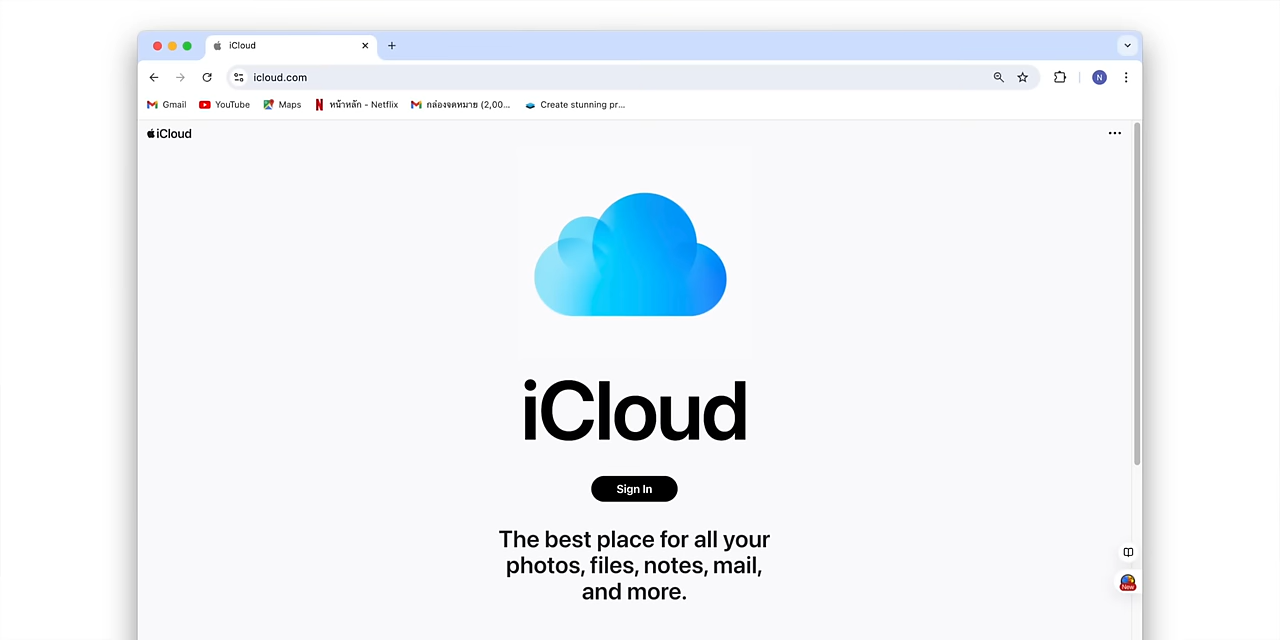 iCloud
icloud.com
N
Gmail YouTube Maps หน้าหลัก - Netflix กล่องจดหมาย (2,00... Create stunning pr...
iCloud
iCloud
Sign In
The best place for all your
photos, files, notes, mail,
and more.
New